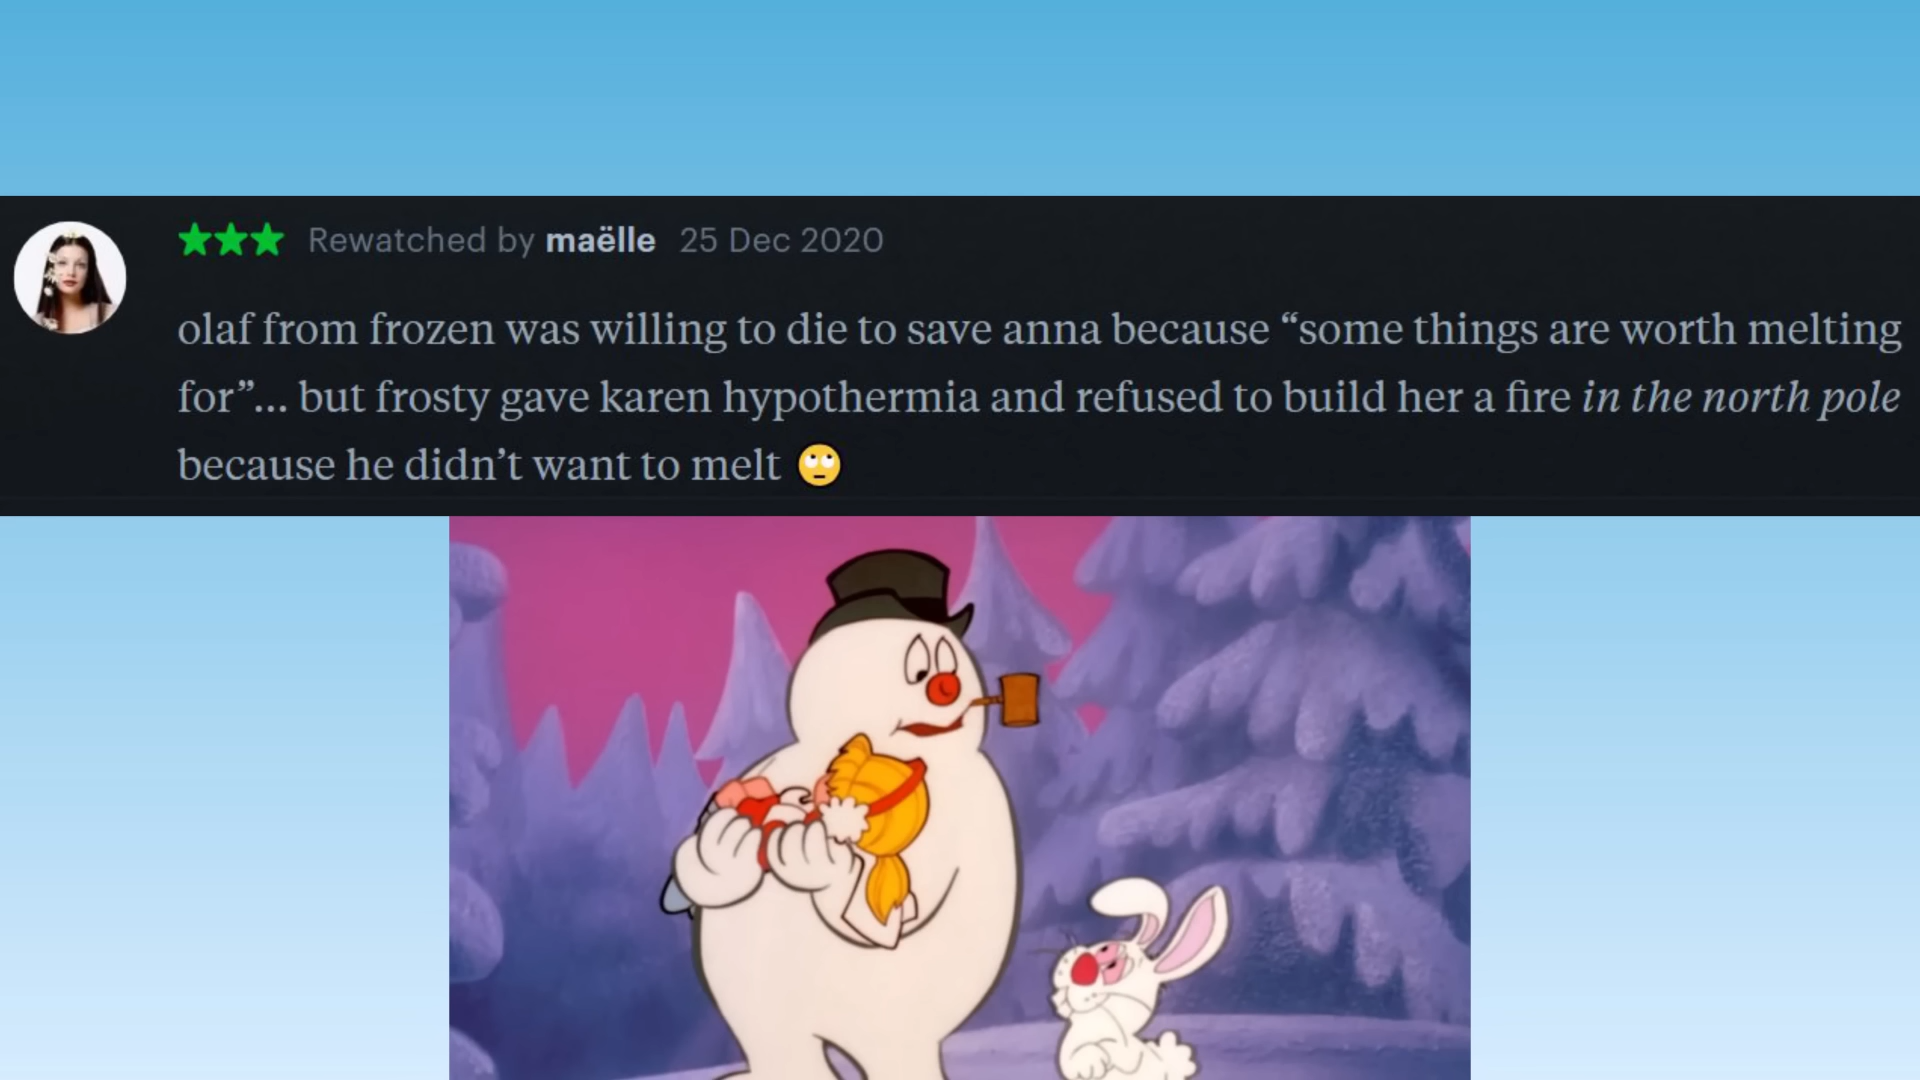 ★★★ Rewatched by maëlle 25 Dec 2020
olaf from frozen was willing to die to save anna because “some things are worth melting
for”... but frosty gave karen hypothermia and refused to build her a fire in the north pole
because he didn’t want to melt 🙄